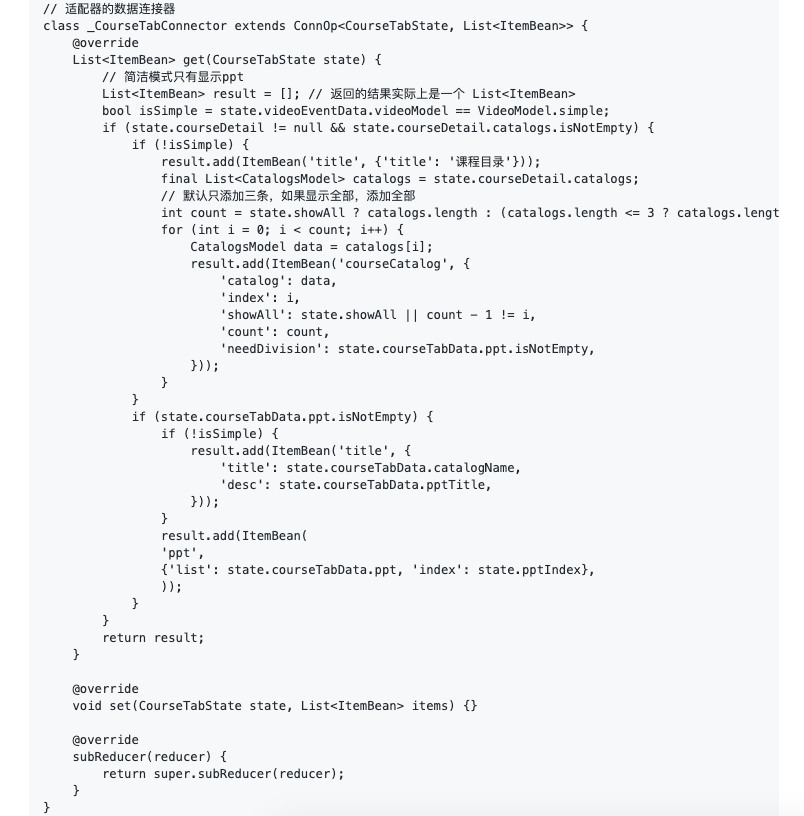 // 适配器的数据连接器
class _CourseTabConnector extends ConnOp<CourseTabState, List<ItemBean>> {
    @override
    List<ItemBean> get(CourseTabState state) {
        // 简洁模式只有显示ppt
        List<ItemBean> result = []; // 返回的结果实际上是一个 List<ItemBean>
        bool isSimple = state.videoEventData.videoModel == VideoModel.simple;
        if (state.courseDetail != null && state.courseDetail.catalogs.isNotEmpty) {
            if (!isSimple) {
                result.add(ItemBean('title', {'title': '课程目录'}));
                final List<CatalogsModel> catalogs = state.courseDetail.catalogs;
                // 默认只添加三条，如果显示全部，添加全部
                int count = state.showAll ? catalogs.length : (catalogs.length <= 3 ? catalogs.lengt
                for (int i = 0; i < count; i++) {
                    CatalogsModel data = catalogs[i];
                    result.add(ItemBean('courseCatalog', {
                        'catalog': data,
                        'index': i,
                        'showAll': state.showAll || count - 1 != i,
                        'count': count,
                        'needDivision': state.courseTabData.ppt.isNotEmpty,
                    }));
                }
            }
            if (state.courseTabData.ppt.isNotEmpty) {
                if (!isSimple) {
                    result.add(ItemBean('title', {
                        'title': state.courseTabData.catalogName,
                        'desc': state.courseTabData.pptTitle,
                    }));
                }
                result.add(ItemBean(
                'ppt',
                {'list': state.courseTabData.ppt, 'index': state.pptIndex},
                ));
            }
        }
        return result;
    }

    @override
    void set(CourseTabState state, List<ItemBean> items) {}

    @override
    subReducer(reducer) {
        return super.subReducer(reducer);
    }
}